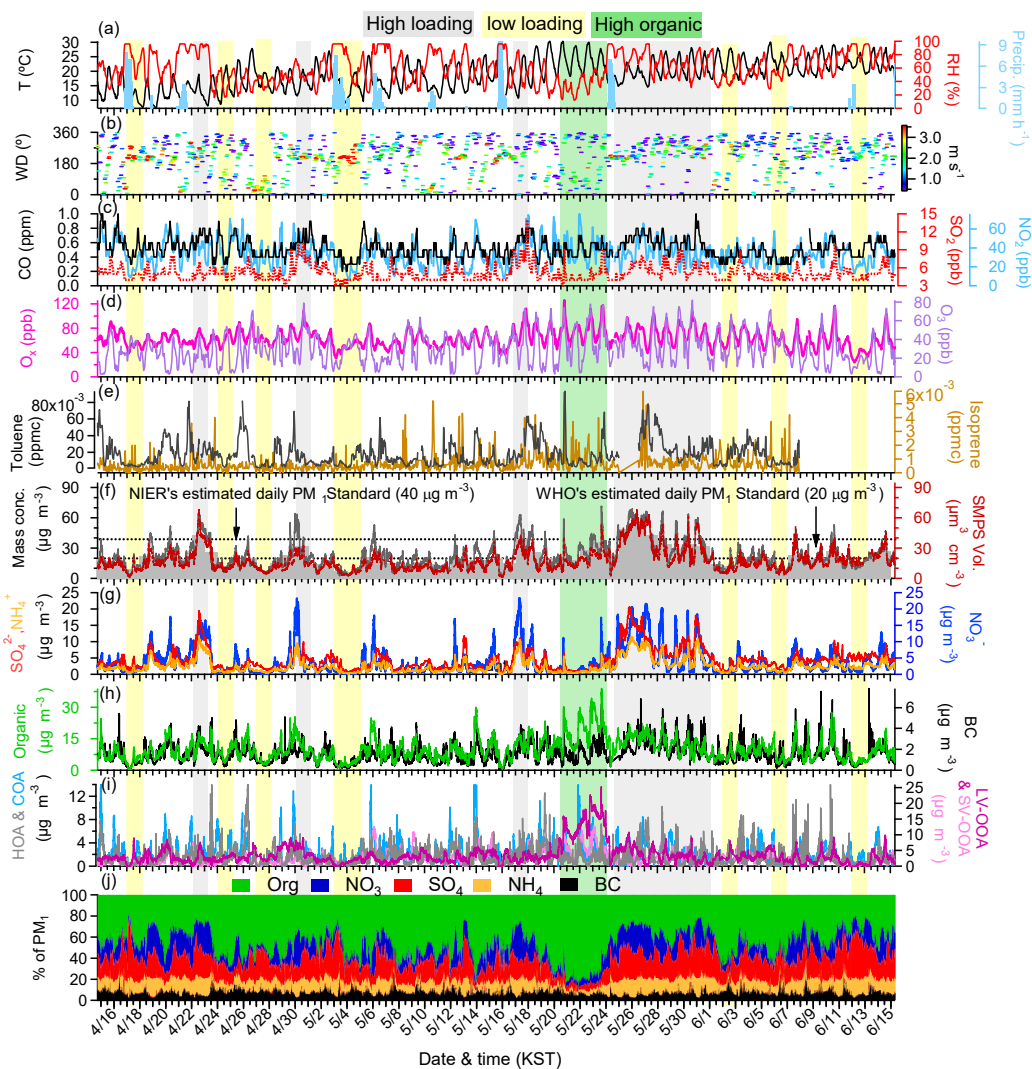 High loading low loading High organic
(a)
T (ºC)
30
25
20
15
10
100
80
60
40
20
0
RH (%)
9
6
3
0
Precip. (mm h-1)
(b)
WD (º)
360
180
0
3.0
2.0
1.0
m s-1
(c)
CO (ppm)
1.0
0.8
0.6
0.4
0.2
0.0
15
12
9
6
3
SO2 (ppb)
60
40
20
0
NO2 (ppb)
(d)
Ox (ppb)
120
80
40
0
80
60
40
20
0
O3 (ppb)
(e)
Toluene (ppmc)
80x10-3
60
40
20
0
6x10-3
5
4
3
2
1
0
Isoprene (ppmc)
(f) NIER's estimated daily PM 1 Standard (40 μg m-3) WHO's estimated daily PM1 Standard (20 μg m-3)
Mass conc. (μg m-3)
90
60
30
0
90
60
30
0
SMPS Vol. (μm3 cm-3)
(g)
SO42-, NH4+ (μg m-3)
25
20
15
10
5
0
25
20
15
10
5
0
NO3- (μg m-3)
(h)
Organic (μg m-3)
30
15
0
6
4
2
0
BC (μg m-3)
(i)
HOA & COA (μg m-3)
12
8
4
0
25
20
15
10
5
0
LV-OOA & SV-OOA (μg m-3)
(j) Org NO3 SO4 NH4 BC
% of PM1
100
80
60
40
20
0
4/16 4/18 4/20 4/22 4/24 4/26 4/28 4/30 5/2 5/4 5/6 5/8 5/10 5/12 5/14 5/16 5/18 5/20 5/22 5/24 5/26 5/28 5/30 6/1 6/3 6/5 6/7 6/9 6/11 6/13 6/15
Date & time (KST)